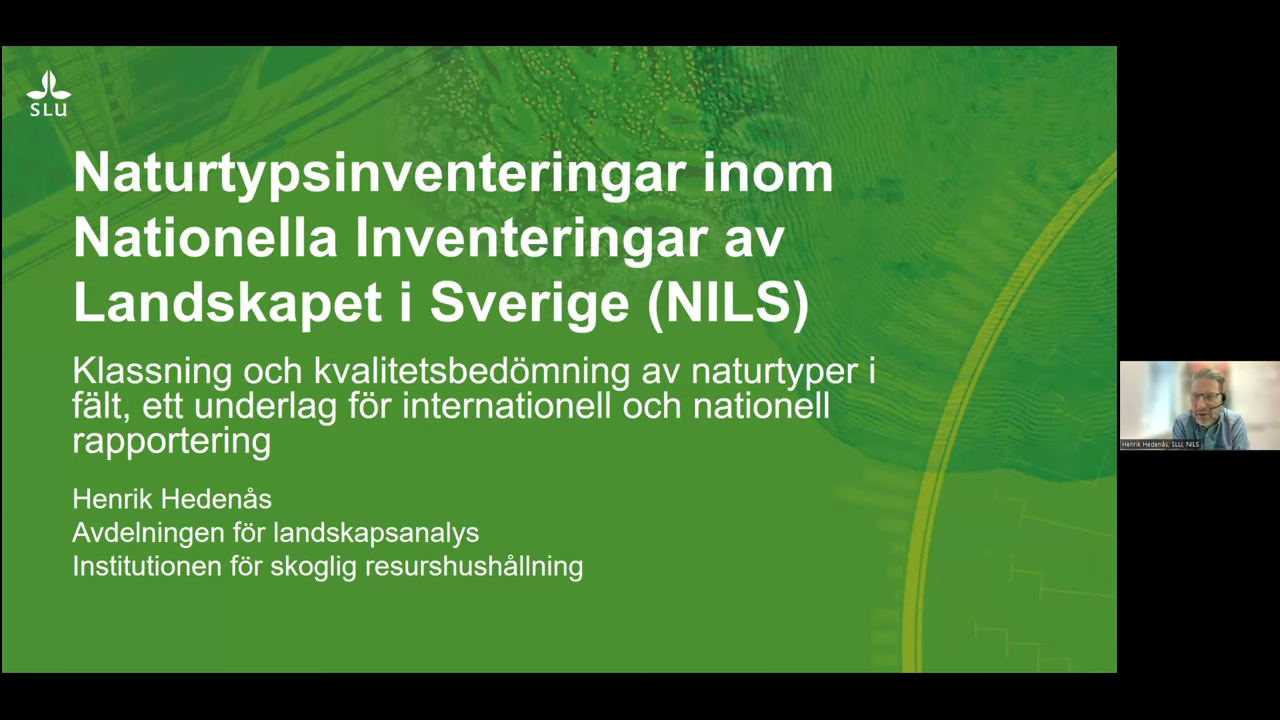 SLU
Naturtypsinventeringar inom
Nationella Inventeringar av
Landskapet i Sverige (NILS)
Klassning och kvalitetsbedömning av naturtyper i
fält, ett underlag för internationell och nationell
rapportering
Henrik Hedenås
Avdelningen för landskapsanalys
Institutionen för skoglig resurshushållning
Henrik Hedenås, SLU, NILS